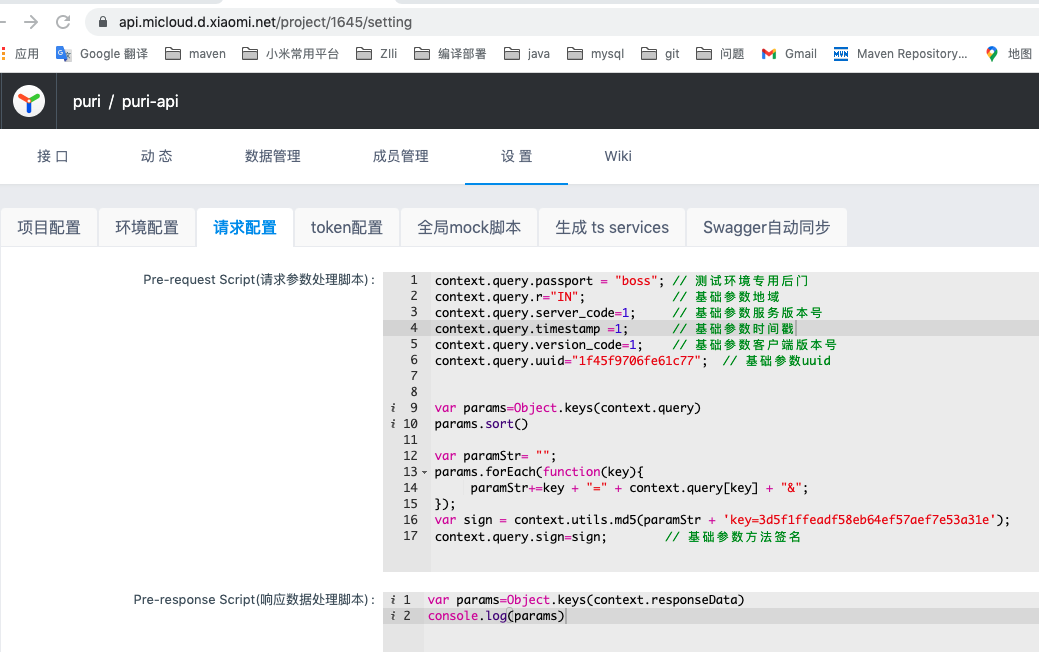 api.micloud.d.xiaomi.net/project/1645/setting
应用 Google 翻译 maven 小米常用平台 ZIli 编译部署 java mysql git 问题 Gmail Maven Repository... 地图
puri / puri-api
接 口 动 态 数据管理 成员管理 设 置 Wiki
项目配置 环境配置 请求配置 token配置 全局mock脚本 生成 ts services Swagger自动同步
Pre-request Script(请求参数处理脚本) :
1 context.query.passport = "boss"; // 测试环境专用后门
2 context.query.r="IN"; // 基础参数地域
3 context.query.server_code=1; // 基础参数服务版本号
4 context.query.timestamp =1; // 基础参数时间戳
5 context.query.version_code=1; // 基础参数客户端版本号
6 context.query.uuid="1f45f9706fe61c77"; // 基础参数uuid
7
8
i 9 var params=Object.keys(context.query)
i 10 params.sort()
11
12 var paramStr= "";
13 params.forEach(function(key){
14 paramStr+=key + "=" + context.query[key] + "&";
15 });
16 var sign = context.utils.md5(paramStr + 'key=3d5f1ffeadf58eb64ef57aef7e53a31e');
17 context.query.sign=sign; // 基础参数方法签名
Pre-response Script(响应数据处理脚本) :
i 1 var params=Object.keys(context.responseData)
i 2 console.log(params)